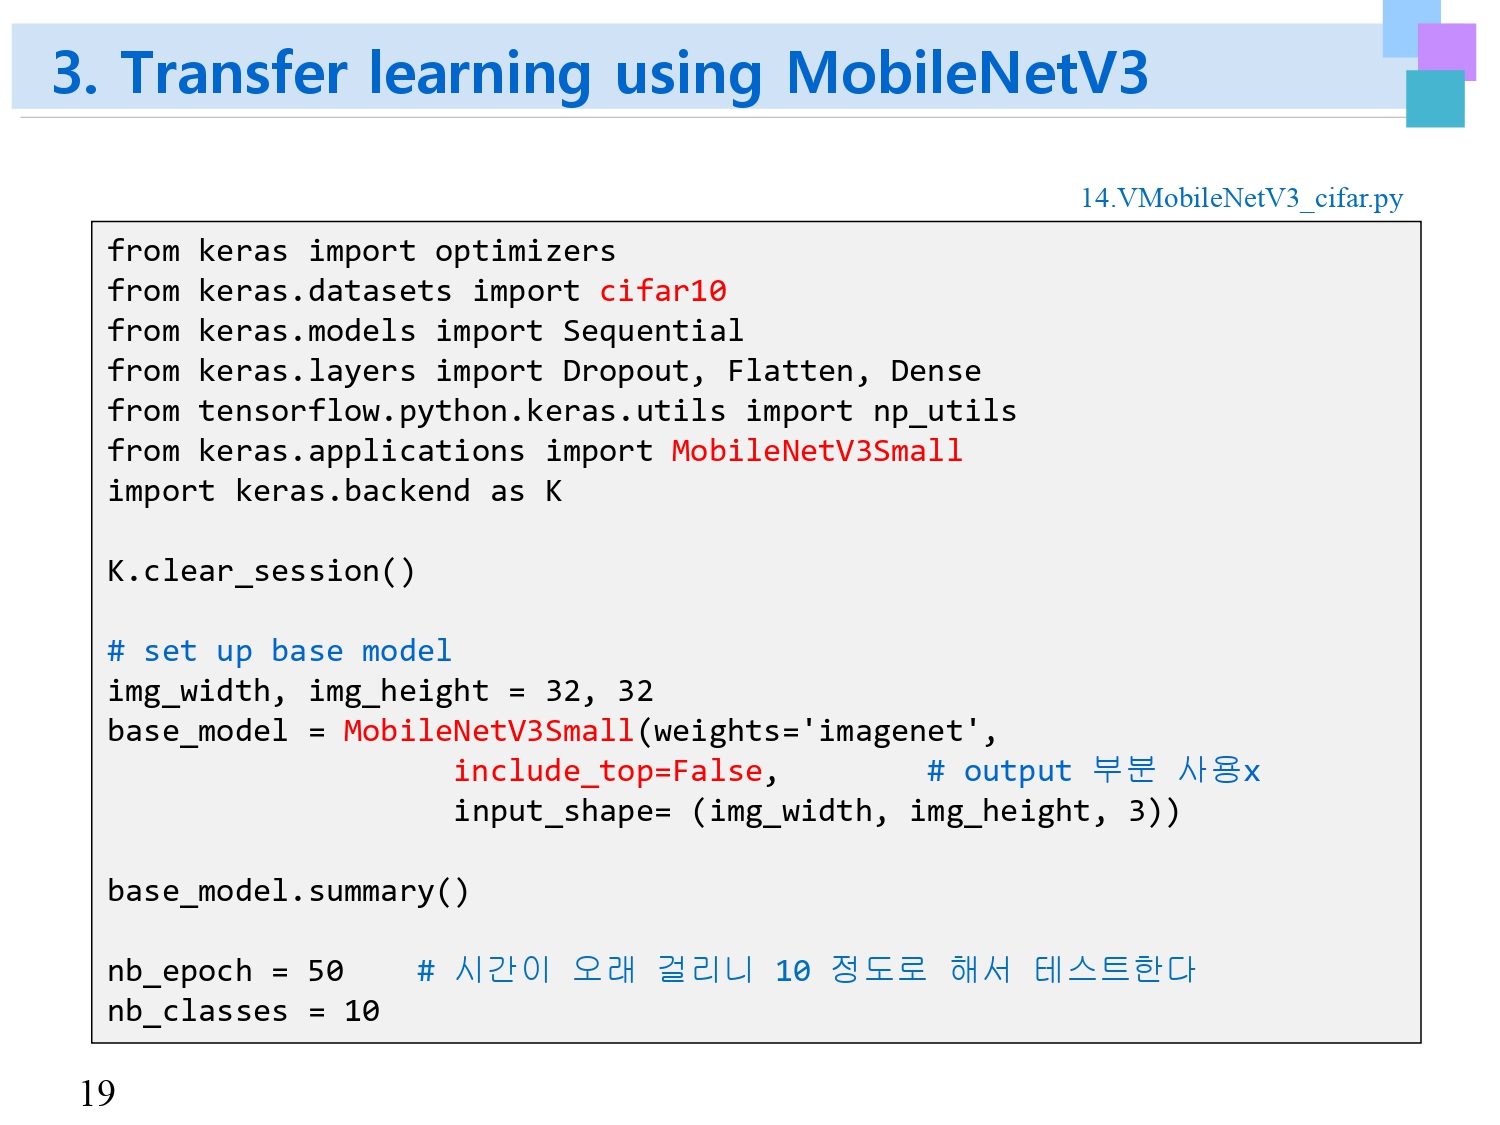 3. Transfer learning using MobileNetV3
14.VMobileNetV3_cifar.py
from keras import optimizers
from keras.datasets import cifar10
from keras.models import Sequential
from keras.layers import Dropout, Flatten, Dense
from tensorflow.python.keras.utils import np_utils
from keras.applications import MobileNetV3Small
import keras.backend as K
K.clear_session()
# set up base model
img_width, img_height = 32, 32
base_model = MobileNetV3Small(weights='imagenet',
include_top=False, # output 부분 사용x
input_shape= (img_width, img_height, 3))
base_model.summary()
nb_epoch = 50 # 시간이 오래 걸리니 10 정도로 해서 테스트한다
nb_classes = 10
19